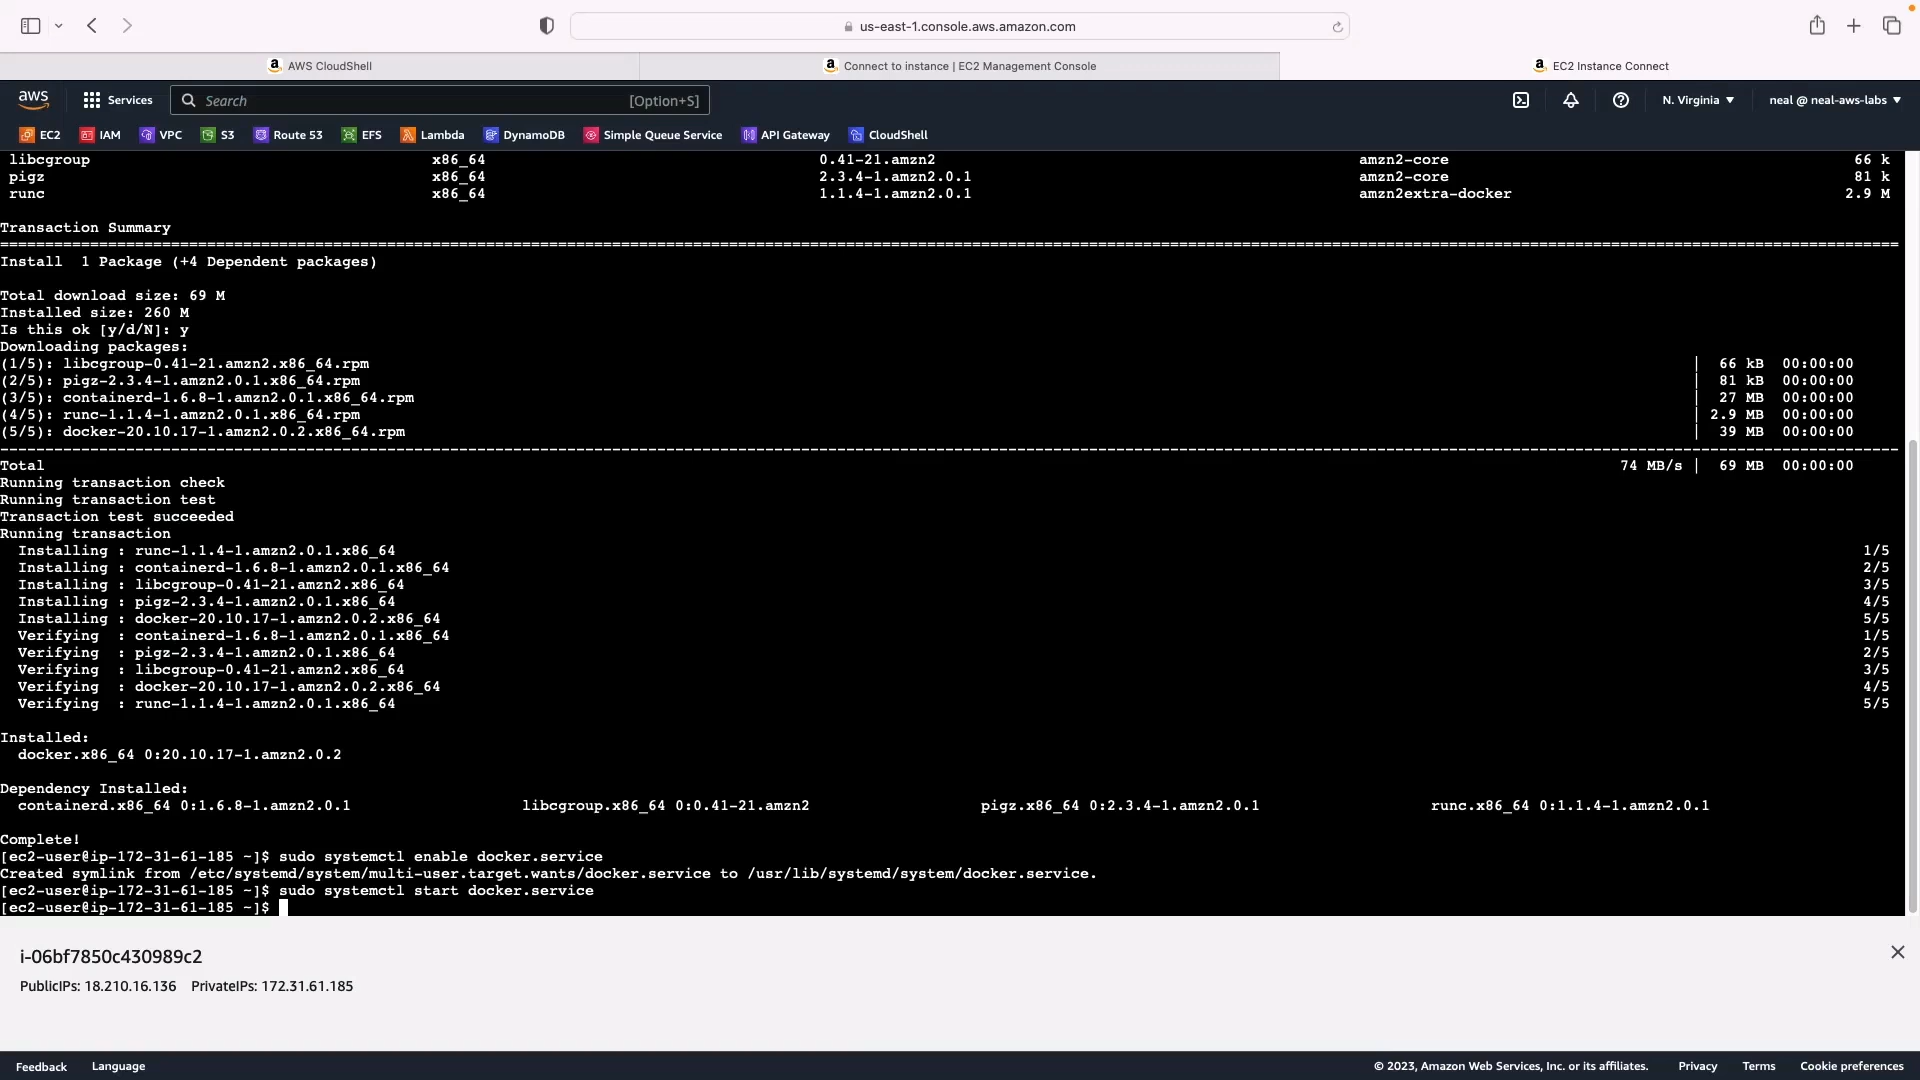 us-east-1.console.aws.amazon.com
AWS CloudShell
Connect to instance | EC2 Management Console
EC2 Instance Connect
aws
Services
Search [Option+S]
N. Virginia ▼
neal @ neal-aws-labs ▼
EC2 IAM VPC S3 Route 53 EFS Lambda DynamoDB Simple Queue Service API Gateway CloudShell
libcgroup x86_64 0.41-21.amzn2 amzn2-core 66 k
pigz x86_64 2.3.4-1.amzn2.0.1 amzn2-core 81 k
runc x86_64 1.1.4-1.amzn2.0.1 amzn2extra-docker 2.9 M
Transaction Summary
Install 1 Package (+4 Dependent packages)
Total download size: 69 M
Installed size: 260 M
Is this ok [y/d/N]: y
Downloading packages:
(1/5): libcgroup-0.41-21.amzn2.x86_64.rpm | 66 kB 00:00:00
(2/5): pigz-2.3.4-1.amzn2.0.1.x86_64.rpm | 81 kB 00:00:00
(3/5): containerd-1.6.8-1.amzn2.0.1.x86_64.rpm | 27 MB 00:00:00
(4/5): runc-1.1.4-1.amzn2.0.1.x86_64.rpm | 2.9 MB 00:00:00
(5/5): docker-20.10.17-1.amzn2.0.2.x86_64.rpm | 39 MB 00:00:00
Total 74 MB/s | 69 MB 00:00:00
Running transaction check
Running transaction test
Transaction test succeeded
Running transaction
Installing : runc-1.1.4-1.amzn2.0.1.x86_64 1/5
Installing : containerd-1.6.8-1.amzn2.0.1.x86_64 2/5
Installing : libcgroup-0.41-21.amzn2.x86_64 3/5
Installing : pigz-2.3.4-1.amzn2.0.1.x86_64 4/5
Installing : docker-20.10.17-1.amzn2.0.2.x86_64 5/5
Verifying : containerd-1.6.8-1.amzn2.0.1.x86_64 1/5
Verifying : pigz-2.3.4-1.amzn2.0.1.x86_64 2/5
Verifying : libcgroup-0.41-21.amzn2.x86_64 3/5
Verifying : docker-20.10.17-1.amzn2.0.2.x86_64 4/5
Verifying : runc-1.1.4-1.amzn2.0.1.x86_64 5/5
Installed:
docker.x86_64 0:20.10.17-1.amzn2.0.2
Dependency Installed:
containerd.x86_64 0:1.6.8-1.amzn2.0.1 libcgroup.x86_64 0:0.41-21.amzn2 pigz.x86_64 0:2.3.4-1.amzn2.0.1 runc.x86_64 0:1.1.4-1.amzn2.0.1
Complete!
[ec2-user@ip-172-31-61-185 ~]$ sudo systemctl enable docker.service
Created symlink from /etc/systemd/system/multi-user.target.wants/docker.service to /usr/lib/systemd/system/docker.service.
[ec2-user@ip-172-31-61-185 ~]$ sudo systemctl start docker.service
[ec2-user@ip-172-31-61-185 ~]$
i-06bf7850c430989c2
PublicIPs: 18.210.16.136 PrivateIPs: 172.31.61.185
Feedback Language © 2023, Amazon Web Services, Inc. or its affiliates. Privacy Terms Cookie preferences